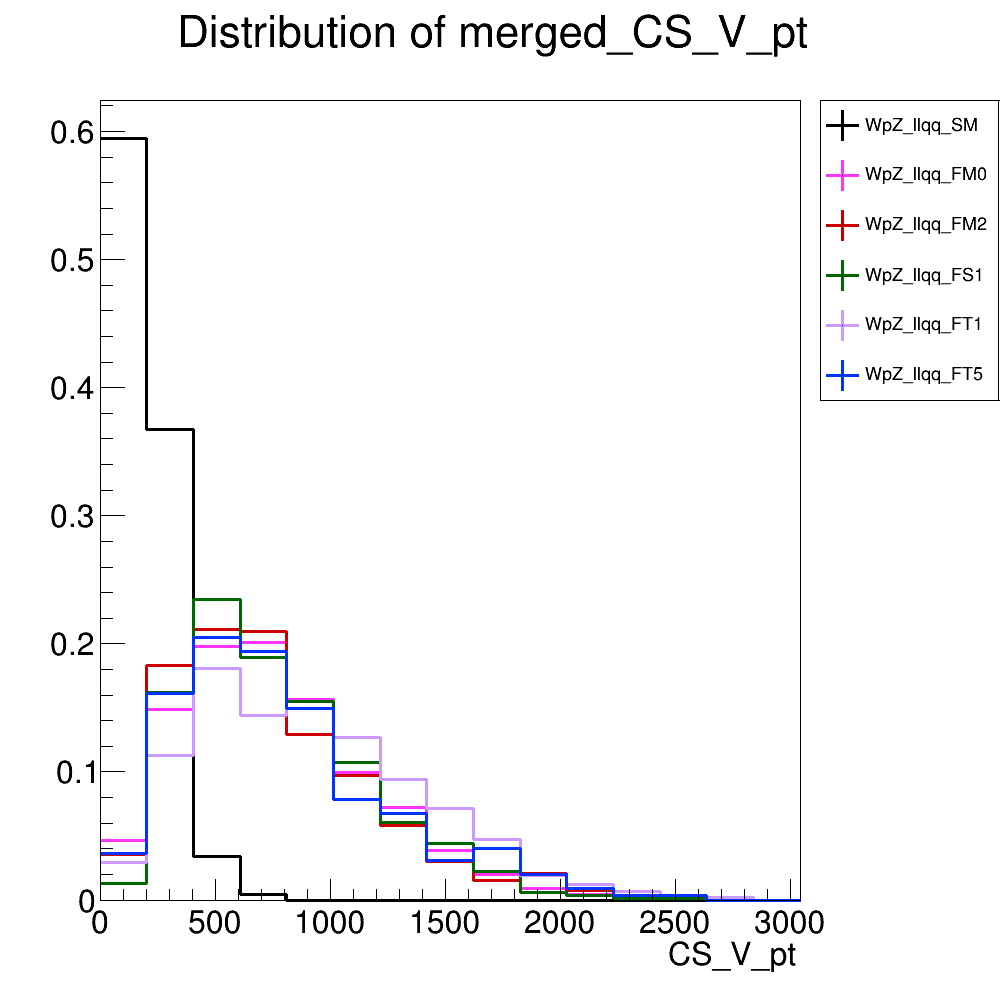 Distribution of merged_CS_V_pt
0.6
0.5
0.4
0.3
0.2
0.1
0
0 500 1000 1500 2000 2500 3000
CS_V_pt
WpZ_llqq_SM
WpZ_llqq_FM0
WpZ_llqq_FM2
WpZ_llqq_FS1
WpZ_llqq_FT1
WpZ_llqq_FT5